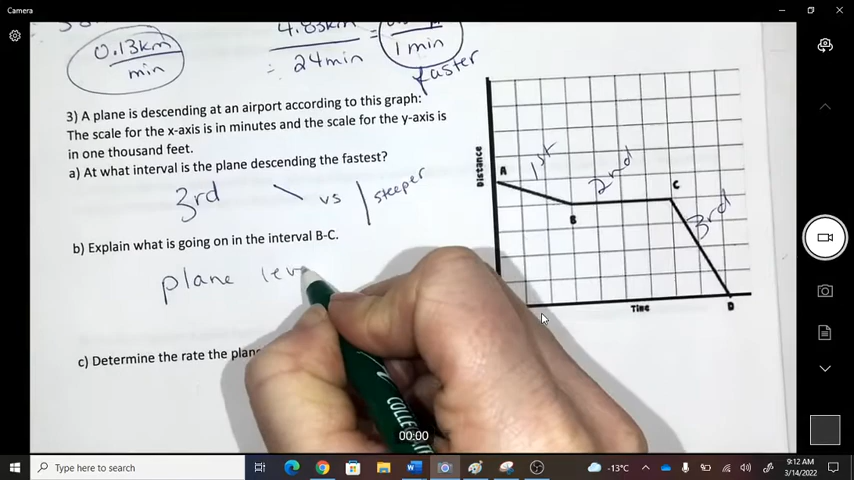 Camera
0.13km
min
4.83km
24min
=
1 min
faster
3) A plane is descending at an airport according to this graph:
The scale for the x-axis is in minutes and the scale for the y-axis is
in one thousand feet.
a) At what interval is the plane descending the fastest?
3rd vs steeper
b) Explain what is going on in the interval B-C.
plane lev
c) Determine the rate the plan
Distance
A
1st
B
2nd
C
3rd
D
Time
COLLE
00:00
Type here to search
-13°C
9:12 AM
3/14/2022